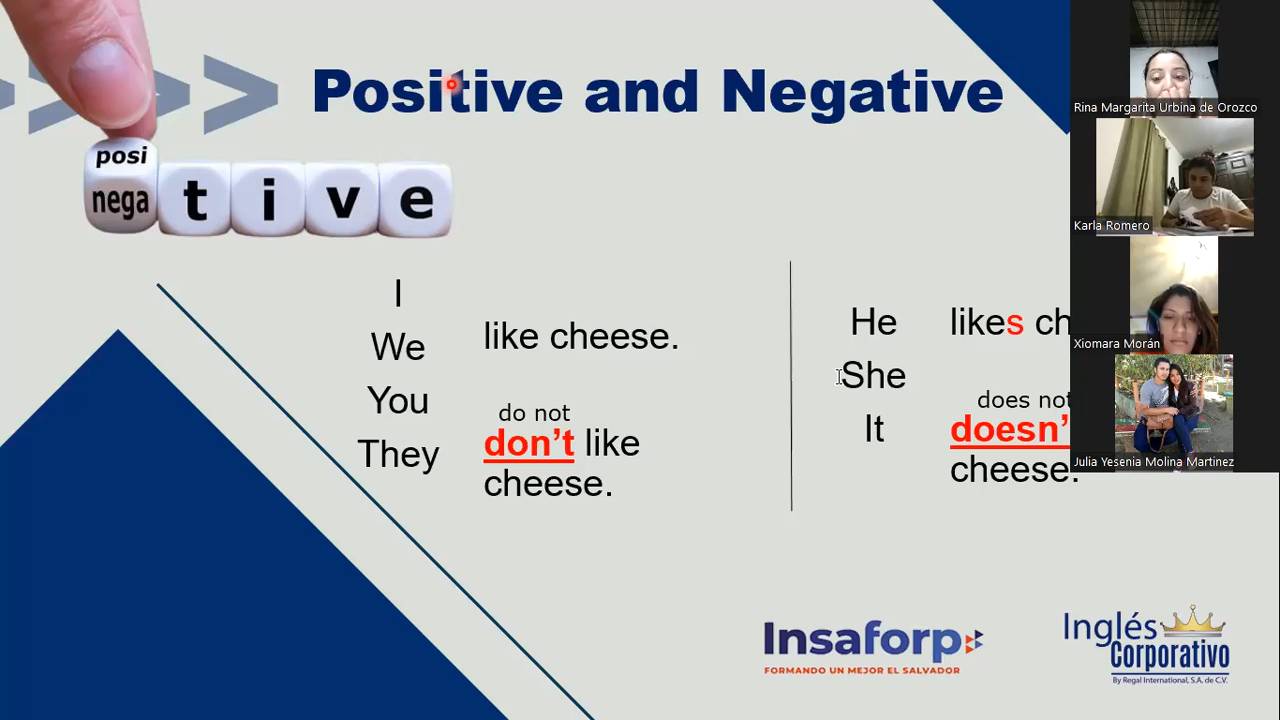 Positive and Negative
posi
nega t i v e
I
We
You
They
like cheese.
do not
don't like
cheese.
He
She
It
likes ch
does not
doesn'
cheese.
Rina Margarita Urbina de Orozco
Karla Romero
Xiomara Morán
Julia Yesenia Molina Martinez
Insaforp
FORMANDO UN MEJOR EL SALVADOR
Inglés
Corporativo
By Regal International, S.A. de C.V.